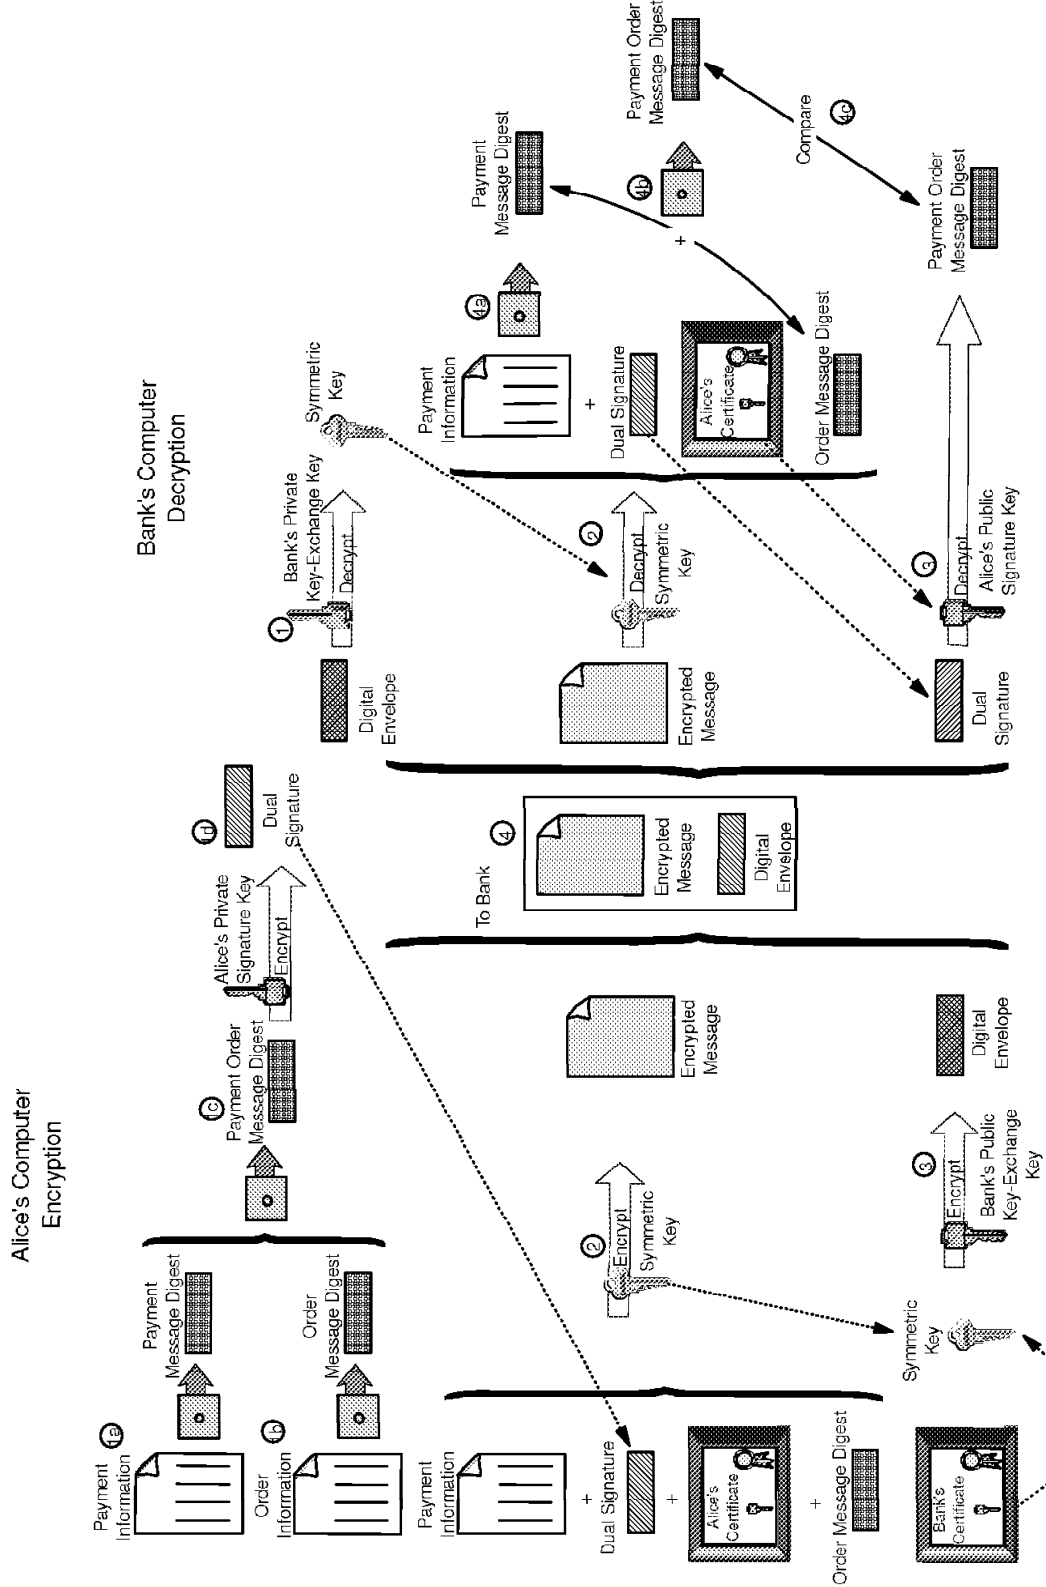 Alice's Computer
Encryption
Payment
Information
1a
Payment
Message Digest
Order
Information
1b
Order
Message Digest
1c
Payment Order
Message Digest
Alice's Private
Signature Key
Encrypt
1d
Dual
Signature
Payment
Information
+
Dual Signature
+
Alice's
Certificate
+
Order Message Digest
2
Encrypt
Symmetric
Key
Encrypted
Message
Bank's
Certificate
Symmetric
Key
3
Encrypt
Bank's Public
Key-Exchange
Key
Digital
Envelope
To Bank
4
Encrypted
Message
Digital
Envelope
Bank's Computer
Decryption
Digital
Envelope
1
Bank's Private
Key-Exchange Key
Decrypt
Symmetric
Key
Encrypted
Message
2
Decrypt
Symmetric
Key
Payment
Information
+
Dual Signature
Alice's
Certificate
Order Message Digest
4a
Payment
Message Digest
+
4b
Payment Order
Message Digest
Compare
4c
Dual
Signature
3
Decrypt
Alice's Public
Signature Key
Payment Order
Message Digest